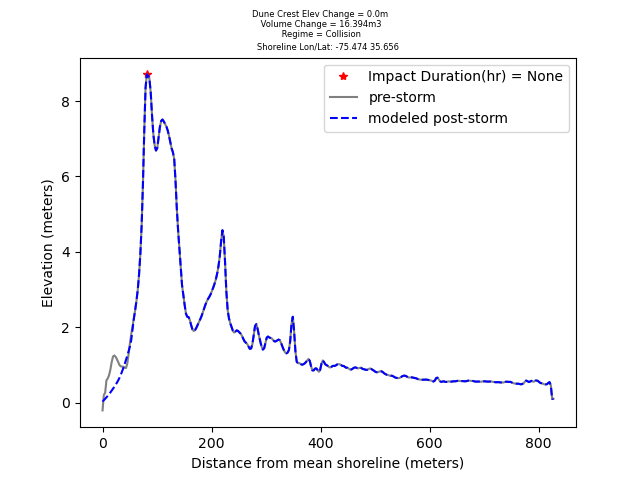 Dune Crest Elev Change = 0.0m
Volume Change = 16.394m3
Regime = Collision
Shoreline Lon/Lat: -75.474 35.656
Impact Duration(hr) = None
pre-storm
modeled post-storm
Elevation (meters)
8
6
4
2
0
0 200 400 600 800
Distance from mean shoreline (meters)